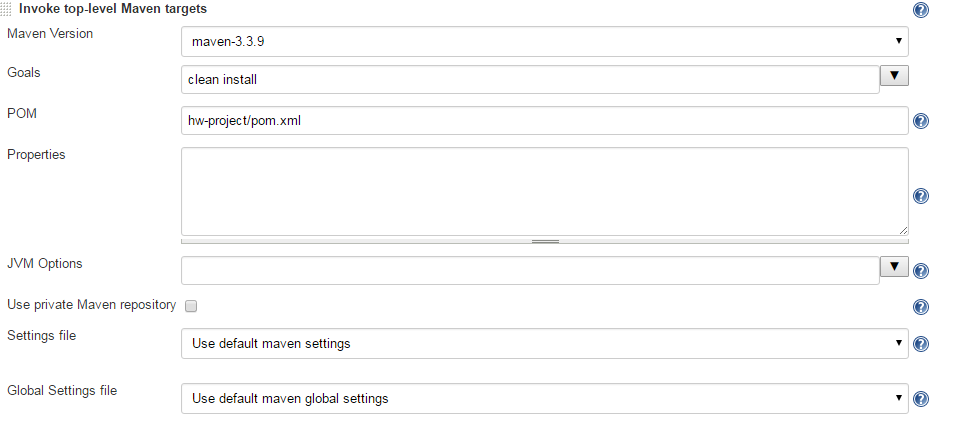 Invoke top-level Maven targets
Maven Version
maven-3.3.9
Goals
clean install
POM
hw-project/pom.xml
Properties
JVM Options
Use private Maven repository
Settings file
Use default maven settings
Global Settings file
Use default maven global settings